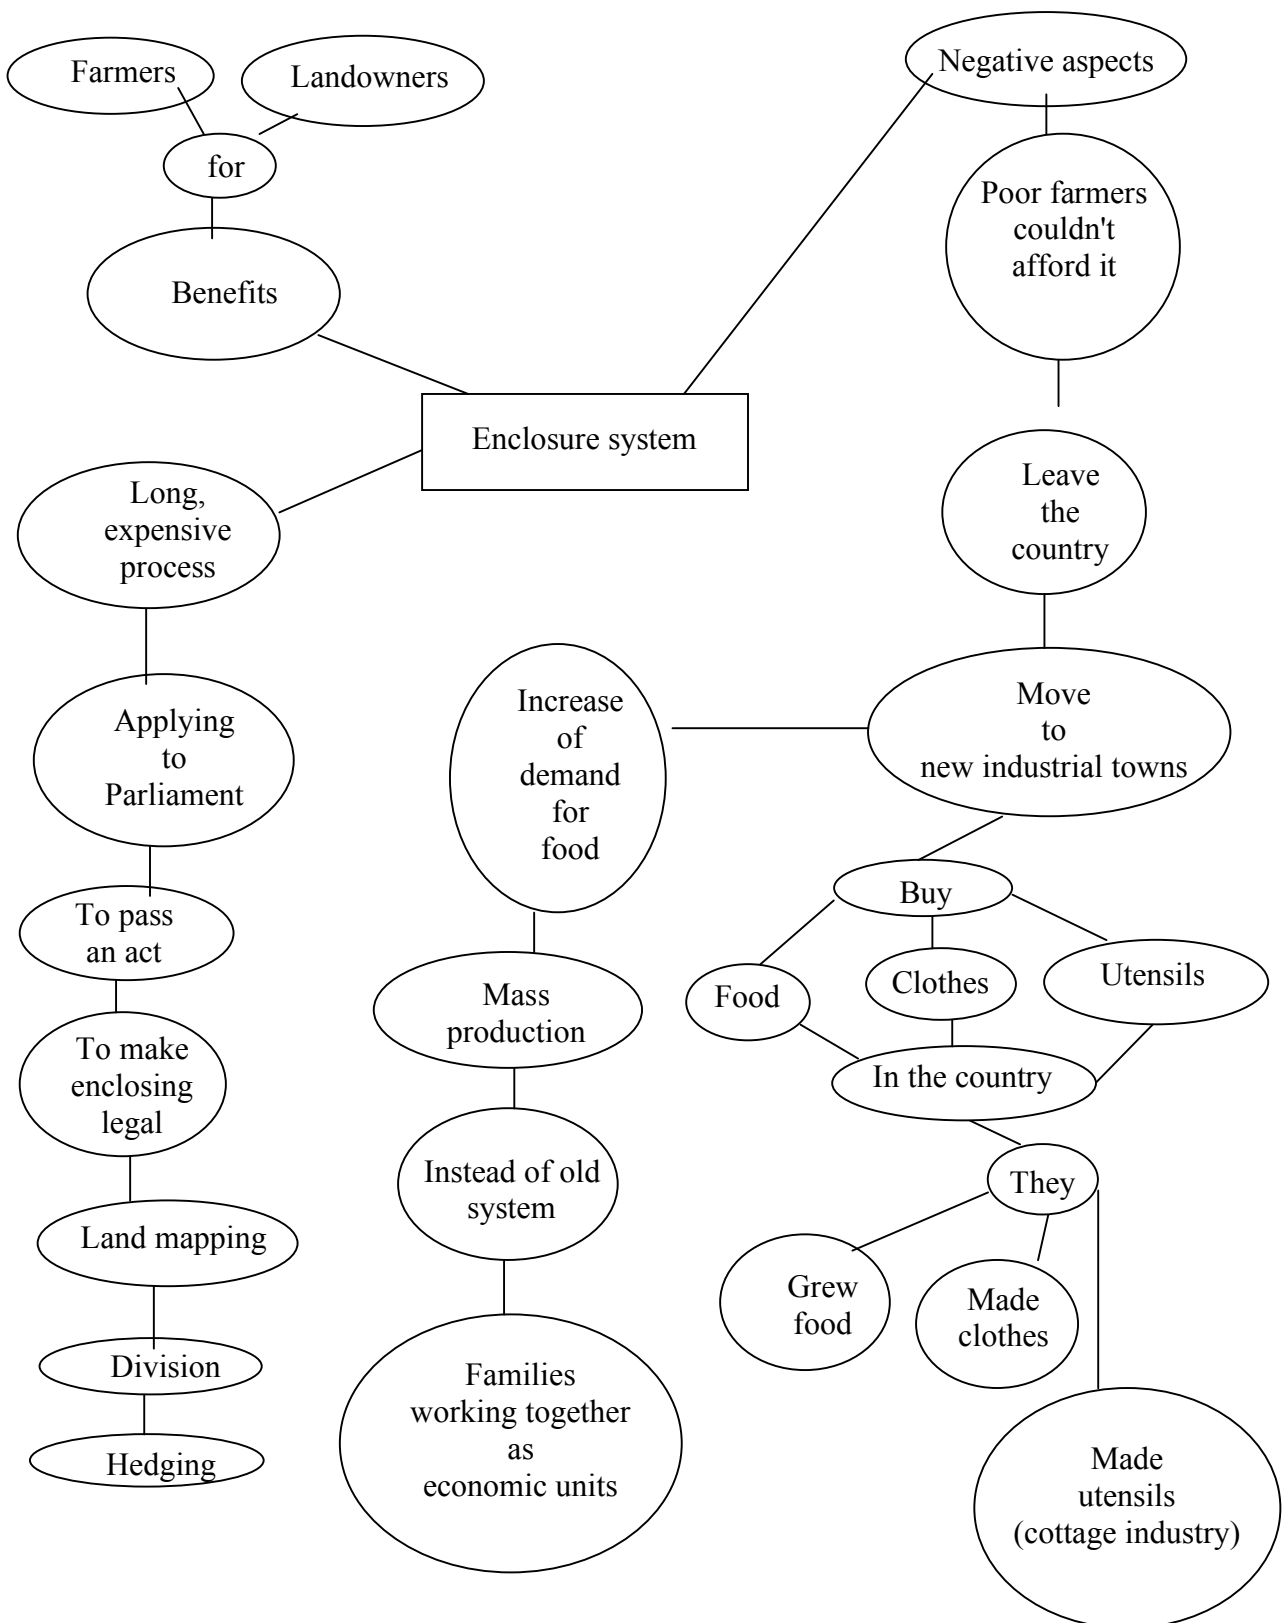 Farmers
Landowners
for
Benefits
Negative aspects
Poor farmers
couldn't
afford it
Enclosure system
Long,
expensive
process
Applying
to
Parliament
To pass
an act
To make
enclosing
legal
Land mapping
Division
Hedging
Leave
the
country
Move
to
new industrial towns
Increase
of
demand
for
food
Mass
production
Instead of old
system
Families
working together
as
economic units
Buy
Food
Clothes
Utensils
In the country
They
Grew
food
Made
clothes
Made
utensils
(cottage industry)